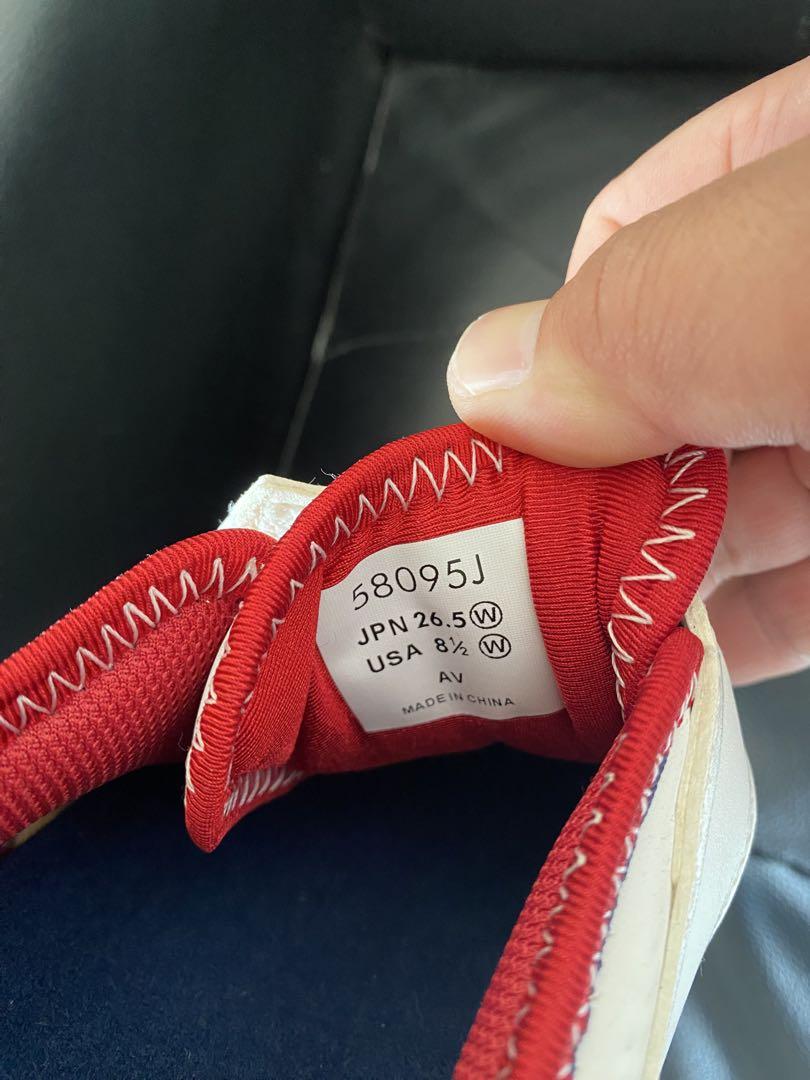 58095J
JPN 26.5 Ⓦ
USA 8½ Ⓦ
AV
MADE IN CHINA